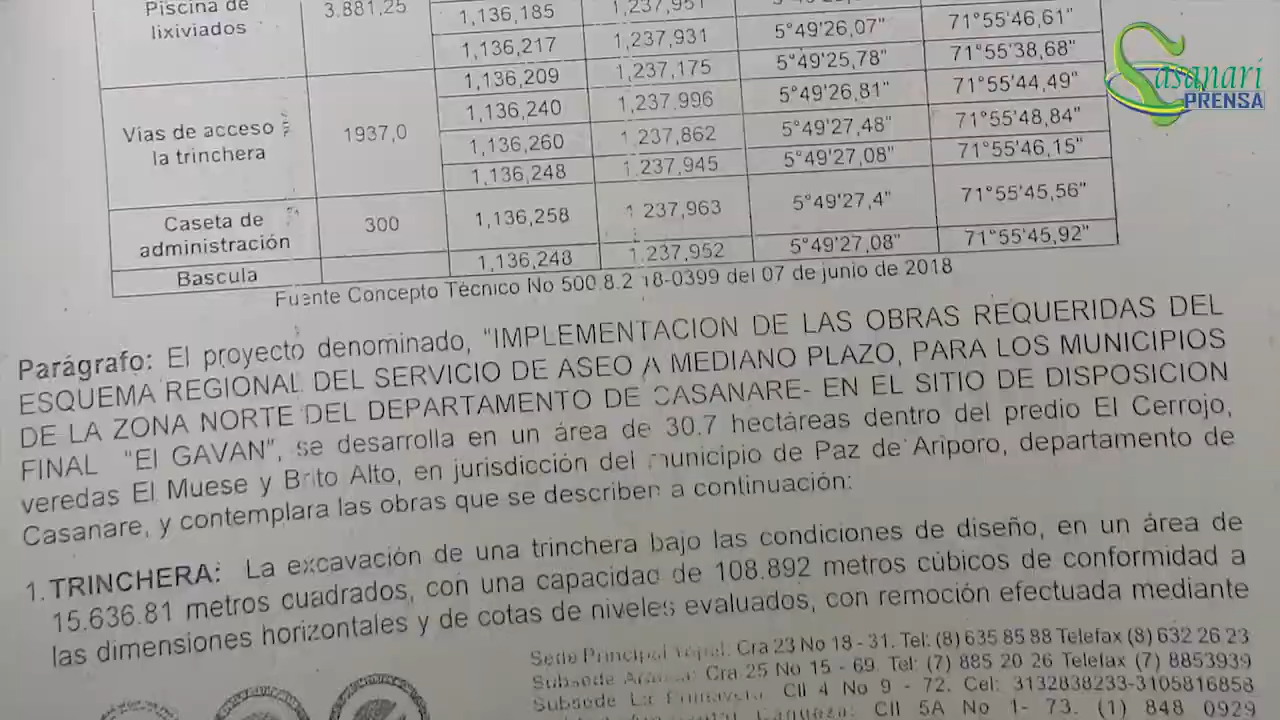 Piscina de
lixiviados
3.881,25
1,136,185
1,237,951
1,136,217
1,237,931
5°49'26,07"
71°55'46,61"
1,136,209
1,237,175
5°49'25,78"
71°55'38,68"
Vías de acceso
la trinchera
1937,0
1,136,240
1,237,996
5°49'26,81"
71°55'44,49"
1,136,260
1,237,862
5°49'27,48"
71°55'48,84"
1,136,248
1,237,945
5°49'27,08"
71°55'46,15"
Caseta de
administración
300
1,136,258
1 237,963
5°49'27,4"
71°55'45,56"
Bascula
1,136,248
1,237,952
5°49'27,08"
71°55'45,92"
Fuente Concepto Técnico No 500.8.2 18-0399 del 07 de junio de 2018
Parágrafo: El proyecto denominado, "IMPLEMENTACION DE LAS OBRAS REQUERIDAS DEL
ESQUEMA REGIONAL DEL SERVICIO DE ASEO A MEDIANO PLAZO, PARA LOS MUNICIPIOS
DE LA ZONA NORTE DEL DEPARTAMENTO DE CASANARE- EN EL SITIO DE DISPOSICION
FINAL "El GAVAN", se desarrolla en un área de 30.7 hectáreas dentro del predio El Cerrojo,
veredas El Muese y Brito Alto, en jurisdicción del municipio de Paz de Ariporo, departamento de
Casanare, y contemplara las obras que se describen a continuación:
1. TRINCHERA: La excavación de una trinchera bajo las condiciones de diseño, en un área de
15.636.81 metros cuadrados, con una capacidad de 108.892 metros cúbicos de conformidad a
las dimensiones horizontales y de cotas de niveles evaluados, con remoción efectuada mediante
Sede Principal Yopal: Cra 23 No 18 - 31. Tel: (8) 635 85 88 Telefax (8) 632 26 23
Subsede Arauca: Cra 25 No 15 - 69. Tel: (7) 885 20 26 Telefax (7) 8853939
Subsede La Primavera: Cll 4 No 9 - 72. Cel: 3132838233-3105816858
Cll 5A No 1- 73. (1) 848 0929
Casanari
PRENSA